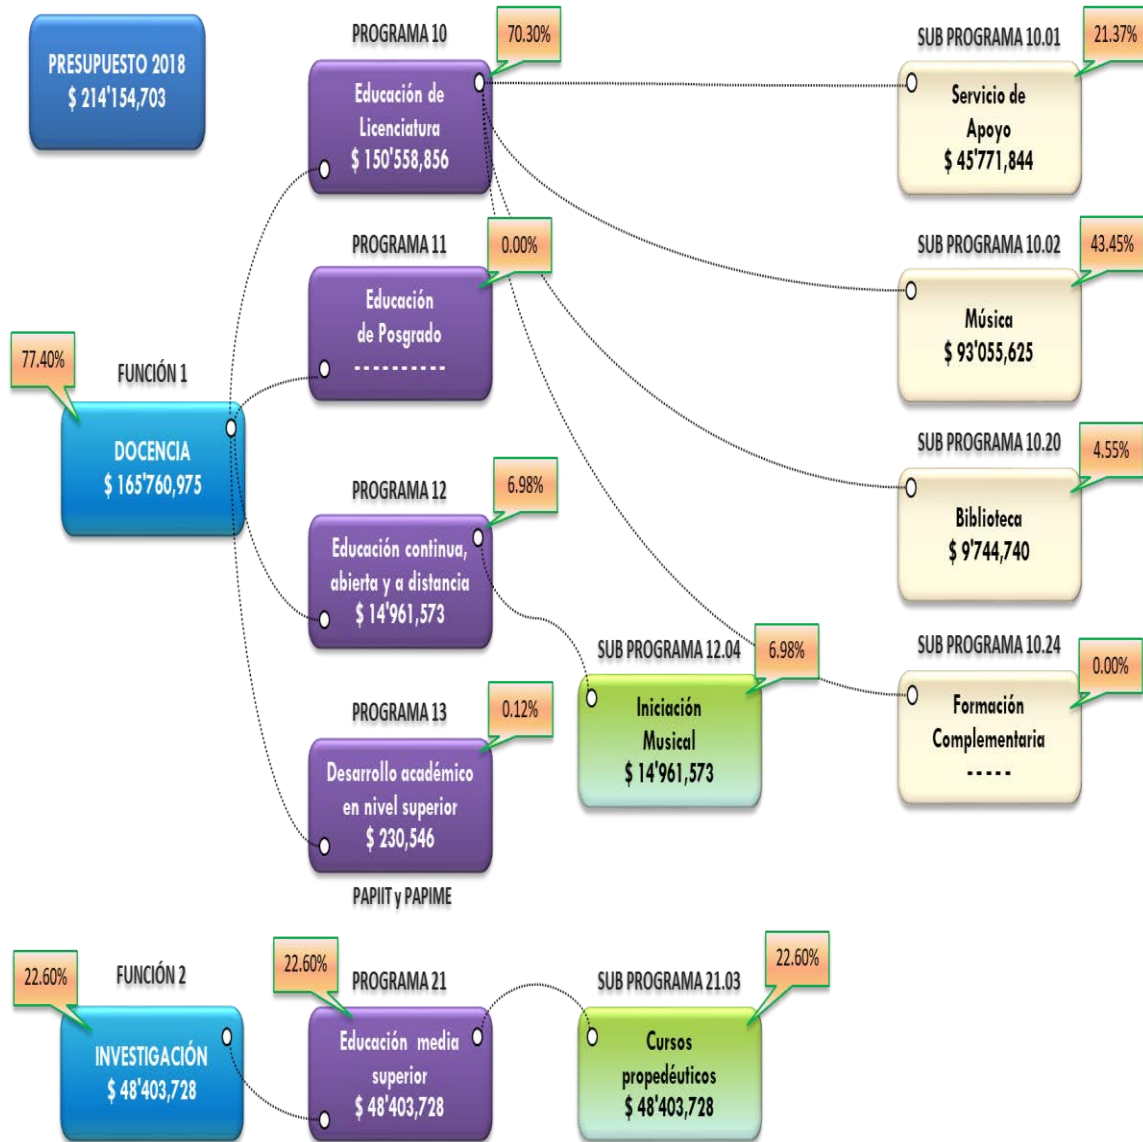 PRESUPUESTO 2018
$ 214'154,703
PROGRAMA 10
70.30%
Educación de
Licenciatura
$ 150'558,856
SUB PROGRAMA 10.01
21.37%
Servicio de
Apoyo
$ 45'771,844
PROGRAMA 11
0.00%
Educación
de Posgrado
----------
SUB PROGRAMA 10.02
43.45%
Música
$ 93'055,625
77.40%
FUNCIÓN 1
DOCENCIA
$ 165'760,975
SUB PROGRAMA 10.20
4.55%
Biblioteca
$ 9'744,740
PROGRAMA 12
6.98%
Educación continua,
abierta y a distancia
$ 14'961,573
SUB PROGRAMA 12.04
6.98%
Iniciación
Musical
$ 14'961,573
SUB PROGRAMA 10.24
0.00%
Formación
Complementaria
-----
PROGRAMA 13
0.12%
Desarrollo académico
en nivel superior
$ 230,546
PAPIIT y PAPIME
22.60%
FUNCIÓN 2
INVESTIGACIÓN
$ 48'403,728
22.60%
PROGRAMA 21
Educación media
superior
$ 48'403,728
SUB PROGRAMA 21.03
22.60%
Cursos
propedéuticos
$ 48'403,728